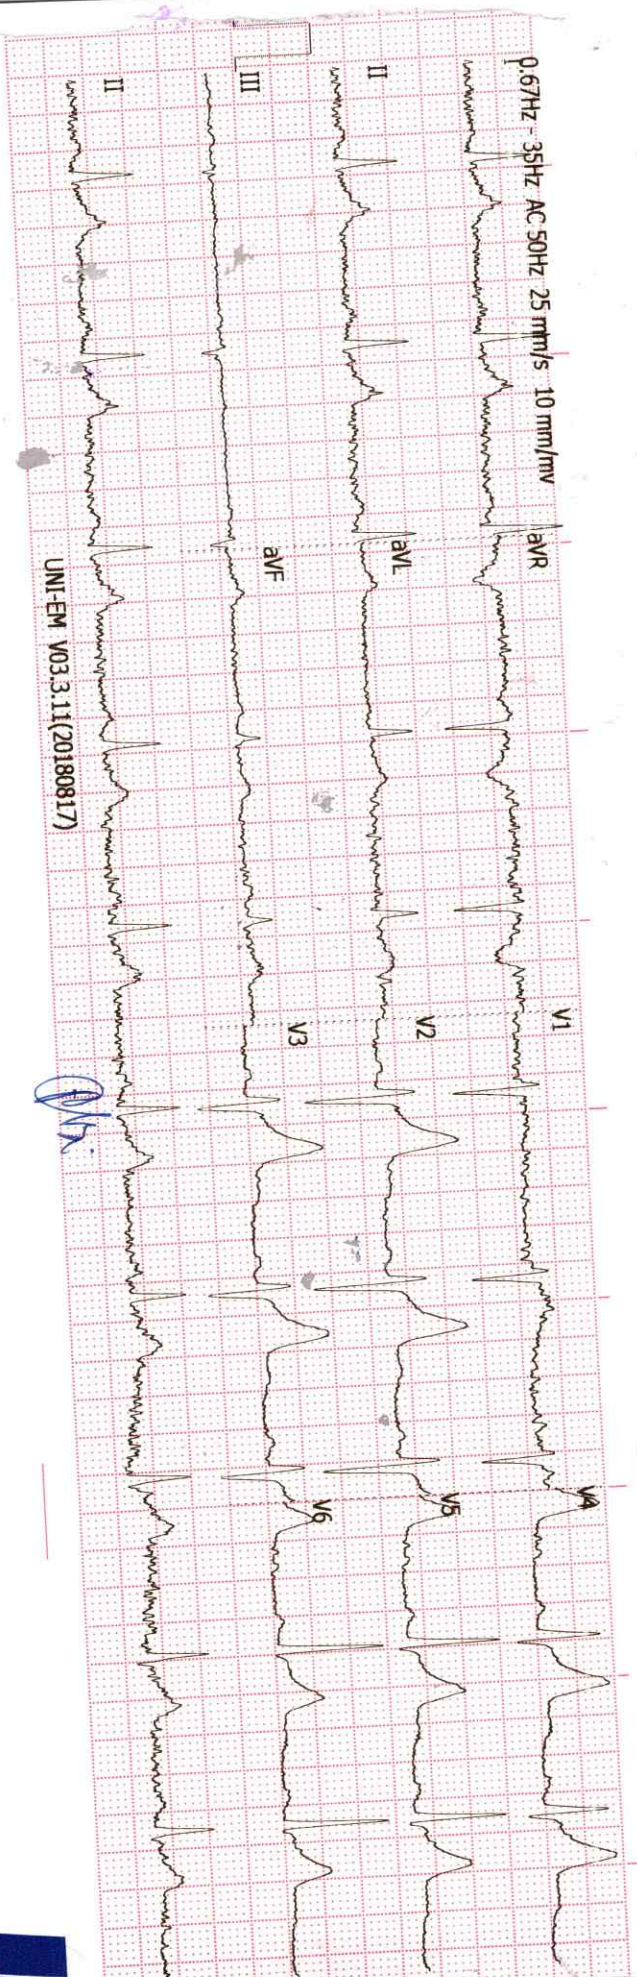 0.67Hz - 35Hz AC 50Hz 25 mm/s 10 mm/mv
aVR
V1
V4
II
aVL
V2
V5
III
aVF
V3
V6
II
UNI-EM V03.3.11(20180817)